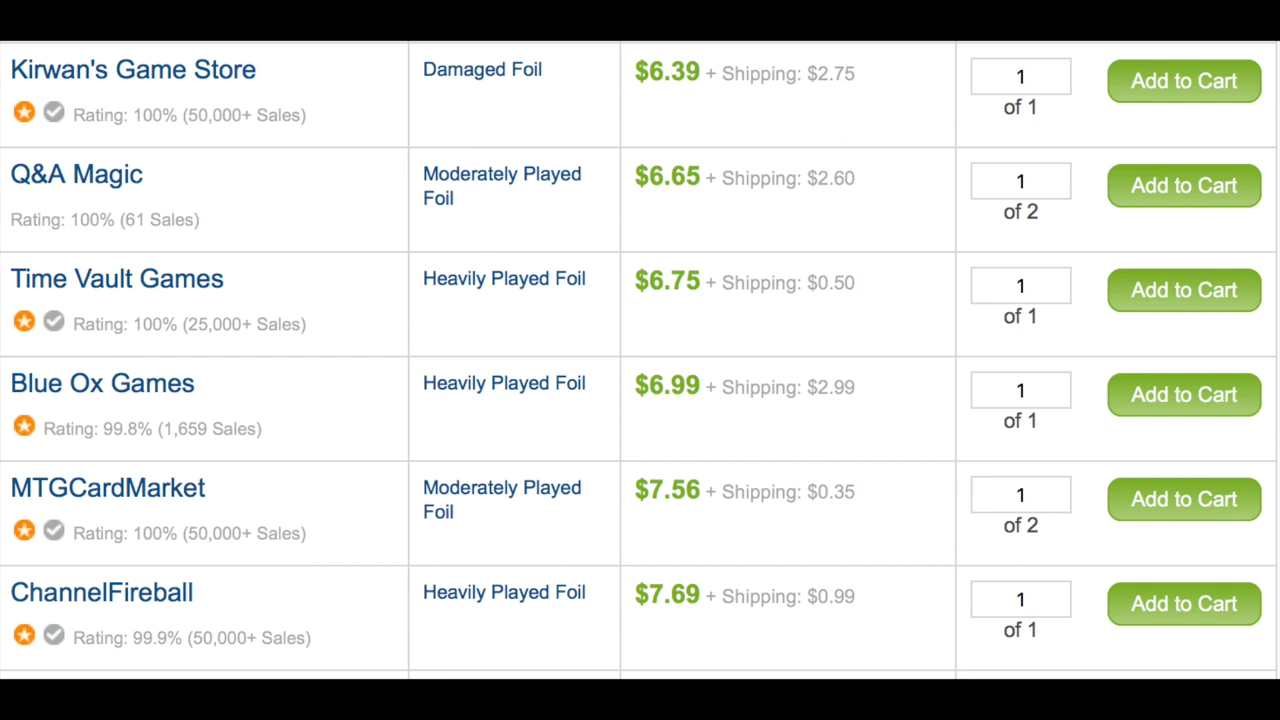 Kirwan's Game Store
Damaged Foil
$6.39 + Shipping: $2.75
1
Add to Cart
of 1
Rating: 100% (50,000+ Sales)
Q&A Magic
Moderately Played
Foil
$6.65 + Shipping: $2.60
1
Add to Cart
of 2
Rating: 100% (61 Sales)
Time Vault Games
Heavily Played Foil
$6.75 + Shipping: $0.50
1
Add to Cart
of 1
Rating: 100% (25,000+ Sales)
Blue Ox Games
Heavily Played Foil
$6.99 + Shipping: $2.99
1
Add to Cart
of 1
Rating: 99.8% (1,659 Sales)
MTGCardMarket
Moderately Played
Foil
$7.56 + Shipping: $0.35
1
Add to Cart
of 2
Rating: 100% (50,000+ Sales)
ChannelFireball
Heavily Played Foil
$7.69 + Shipping: $0.99
1
Add to Cart
of 1
Rating: 99.9% (50,000+ Sales)